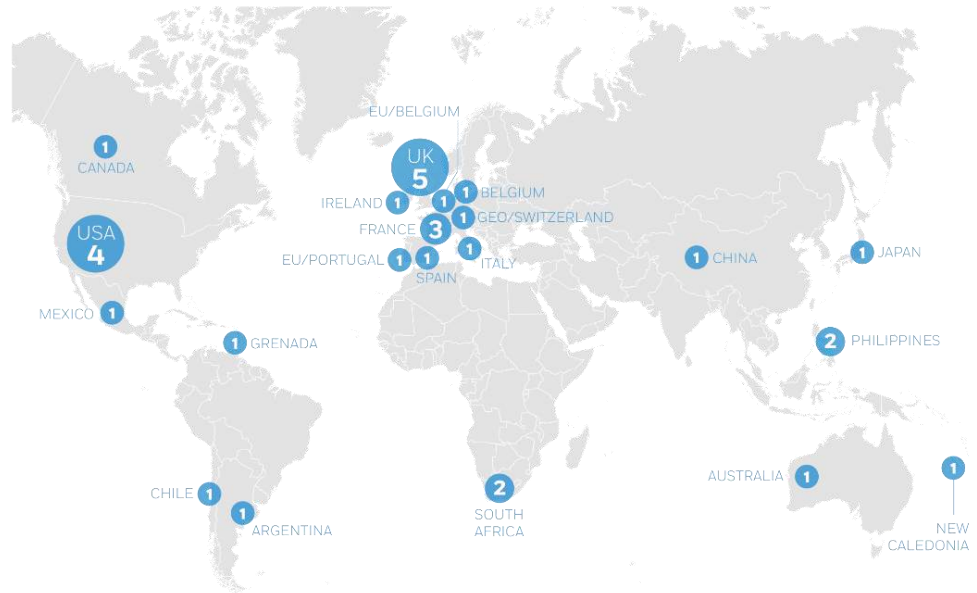 EU/BELGIUM
1
CANADA
UK
5
1
BELGIUM
IRELAND
1
1
1
GEO/SWITZERLAND
USA
4
FRANCE
3
EU/PORTUGAL
1
1
SPAIN
1
ITALY
1
CHINA
1
JAPAN
MEXICO
1
1
GRENADA
2
PHILIPPINES
CHILE
1
1
ARGENTINA
2
SOUTH
AFRICA
AUSTRALIA
1
1
NEW
CALEDONIA